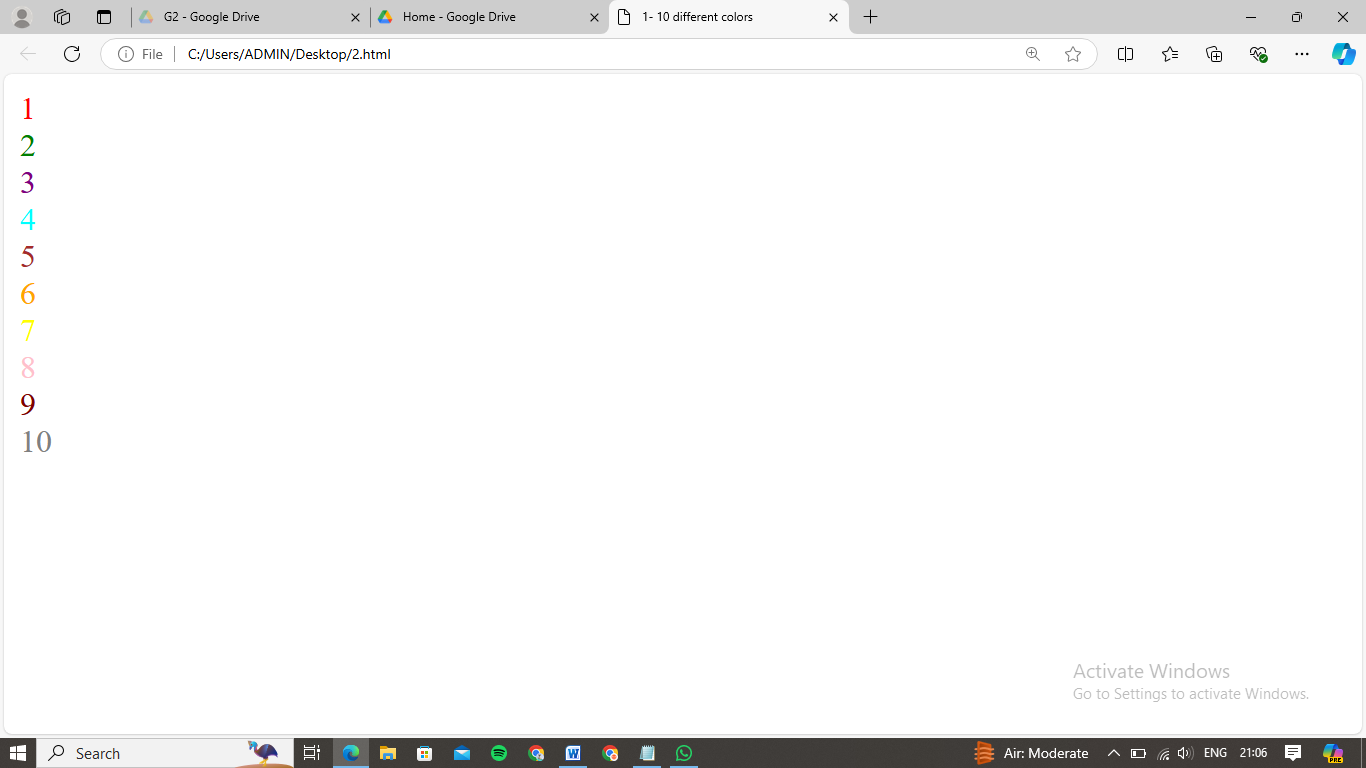 G2 - Google Drive
Home - Google Drive
1- 10 different colors
File
C:/Users/ADMIN/Desktop/2.html
1
2
3
4
5
6
7
8
9
10
Activate Windows
Go to Settings to activate Windows.
Search
W
Air: Moderate
ENG
21:06
PRE